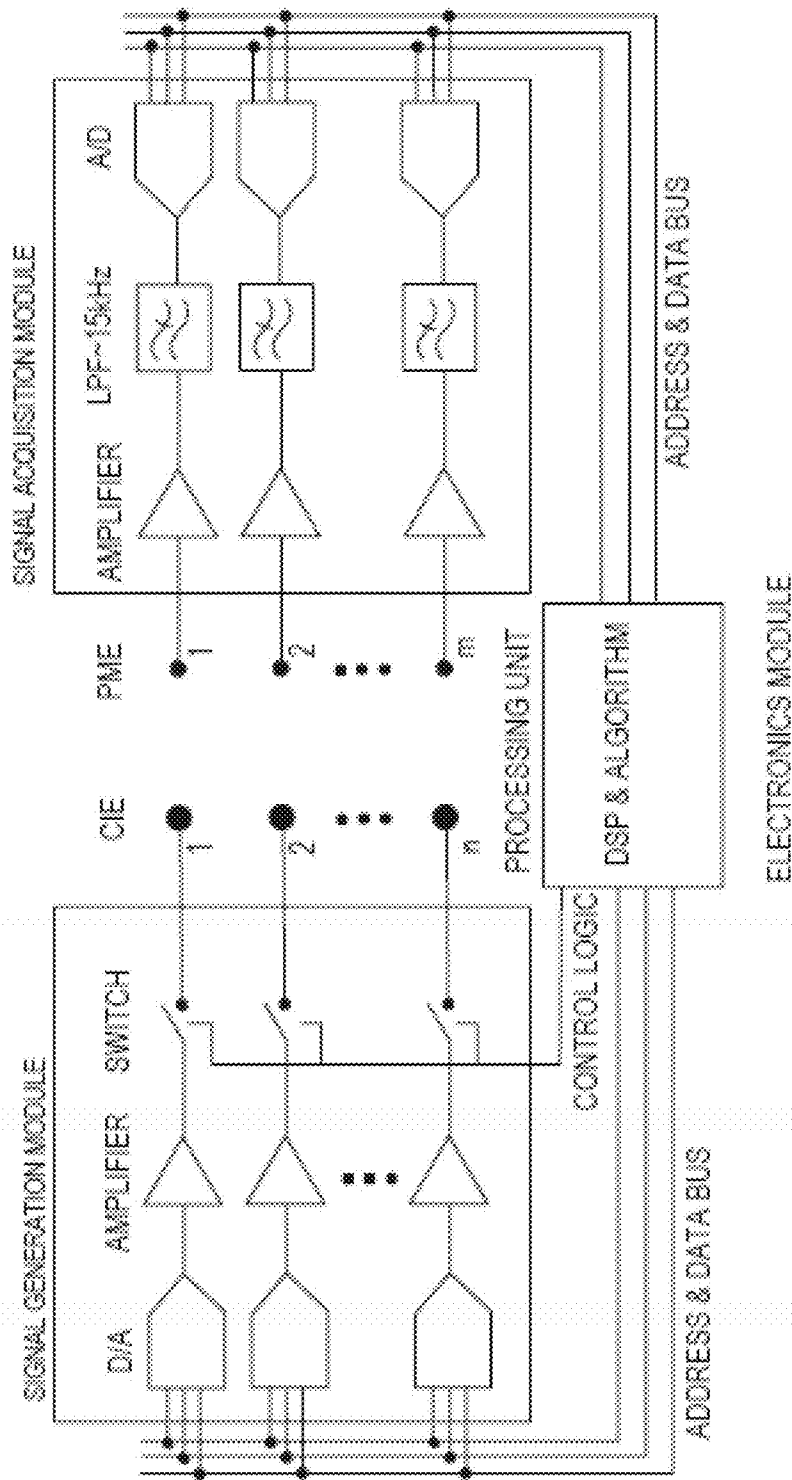 SIGNAL GENERATION MODULE
D/A
AMPLIFIER
SWITCH
CIE
1
2
n
PME
1
2
m
SIGNAL ACQUISITION MODULE
AMPLIFIER
LPF~15kHz
A/D
CONTROL LOGIC
PROCESSING UNIT
DSP & ALGORITHM
ADDRESS & DATA BUS
ADDRESS & DATA BUS
ELECTRONICS MODULE